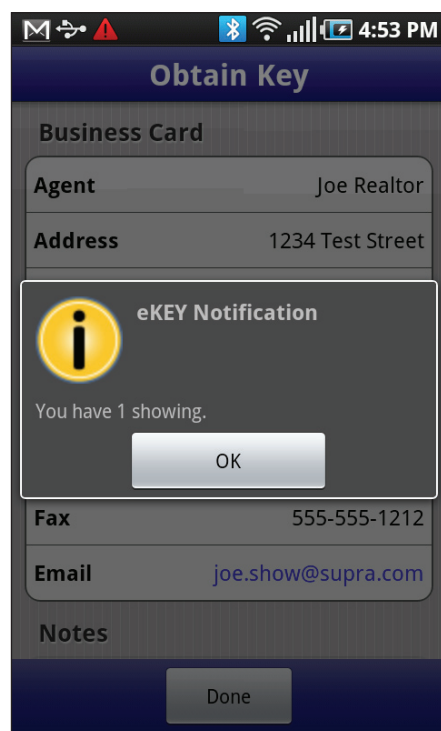 4:53 PM
Obtain Key
Business Card
Agent Joe Realtor
Address 1234 Test Street
eKEY Notification
You have 1 showing.
OK
Fax 555-555-1212
Email joe.show@supra.com
Notes
Done